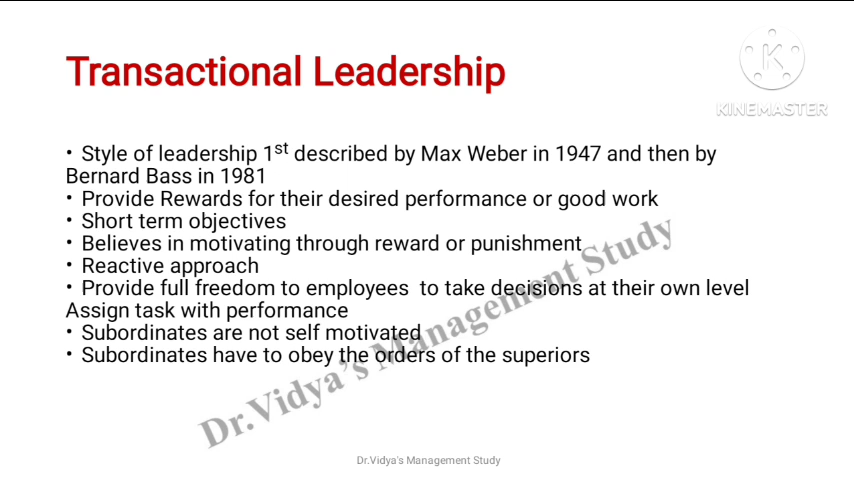 Transactional Leadership
KINEMASTER
• Style of leadership 1st described by Max Weber in 1947 and then by
Bernard Bass in 1981
• Provide Rewards for their desired performance or good work
• Short term objectives
• Believes in motivating through reward or punishment
• Reactive approach
• Provide full freedom to employees to take decisions at their own level
Assign task with performance
• Subordinates are not self motivated
• Subordinates have to obey the orders of the superiors
Dr.Vidya's Management Study
Dr.Vidya's Management Study